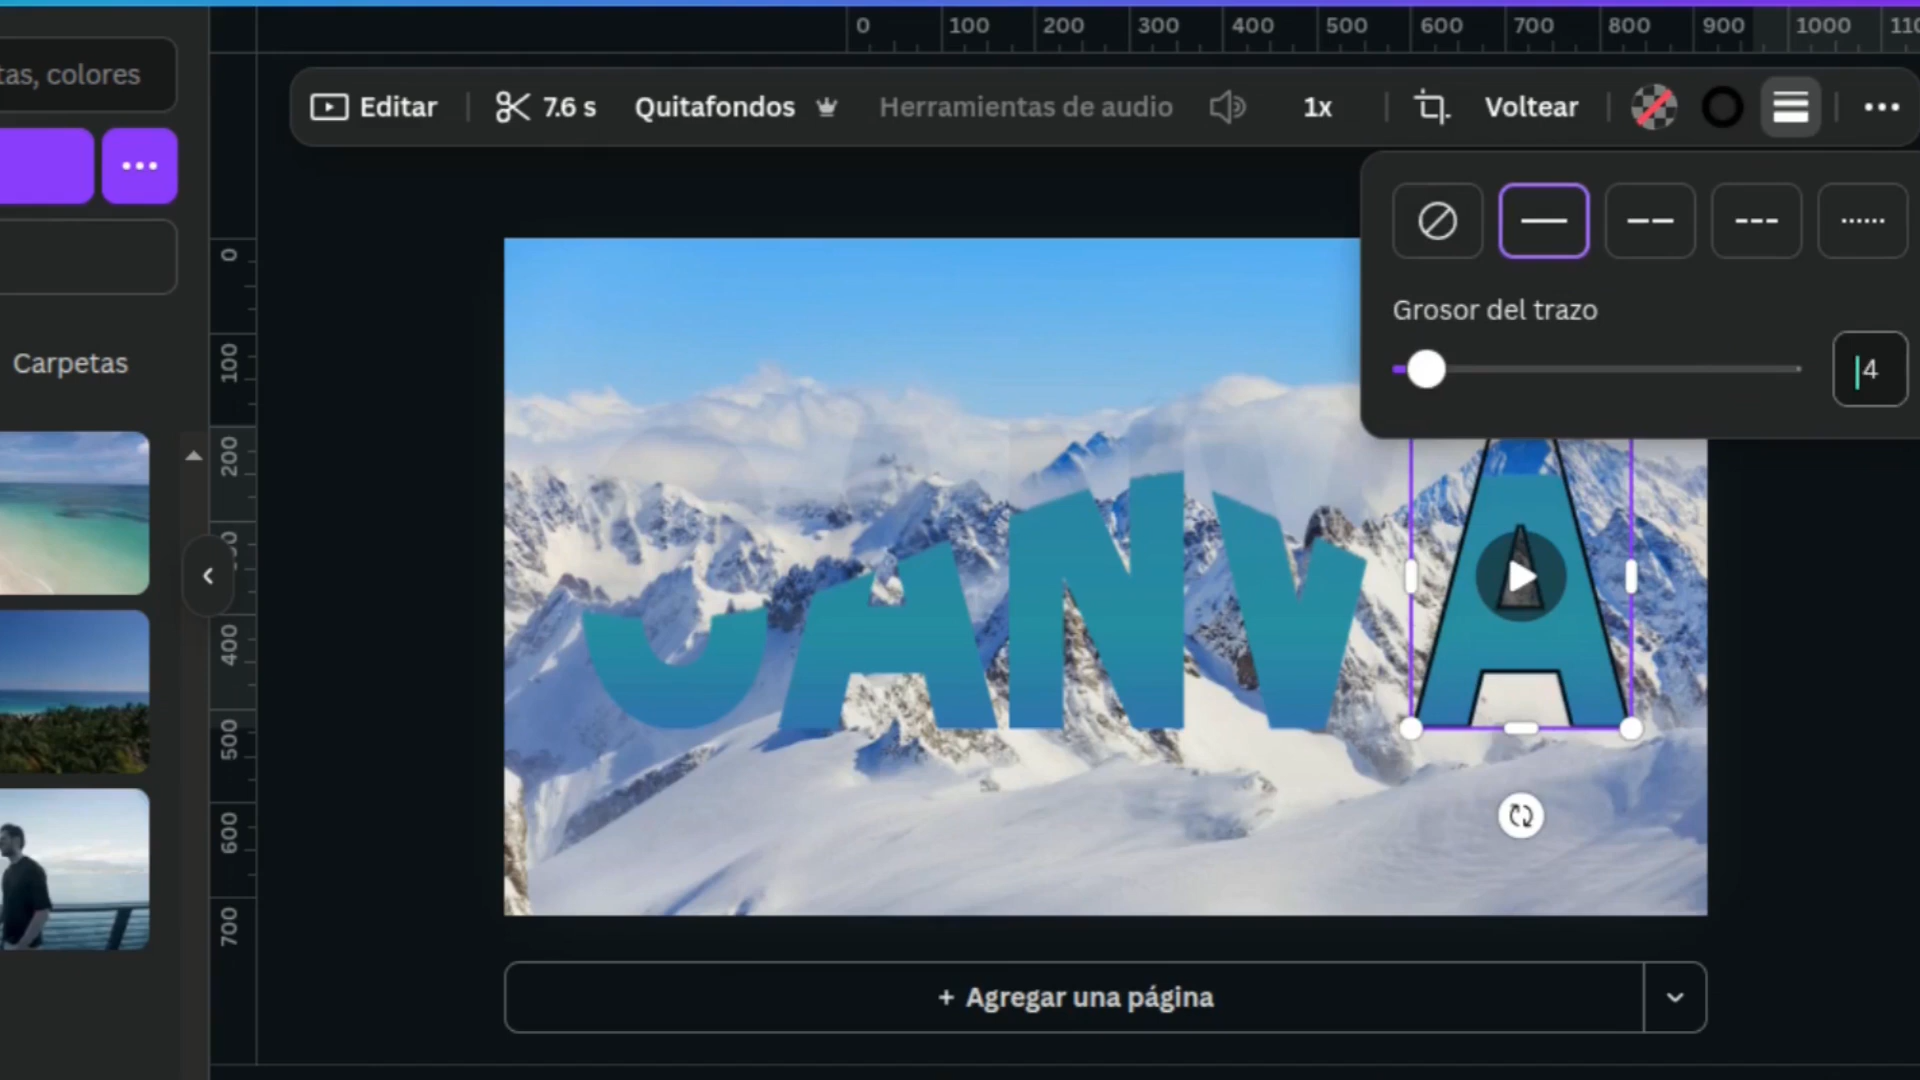 0 100 200 300 400 500 600 700 800 900 1000
tas, colores
Editar 7.6 s Quitafondos Herramientas de audio 1x Voltear
Grosor del trazo
4
Carpetas
0
100
200
400
500
600
700
CANVA
+ Agregar una página